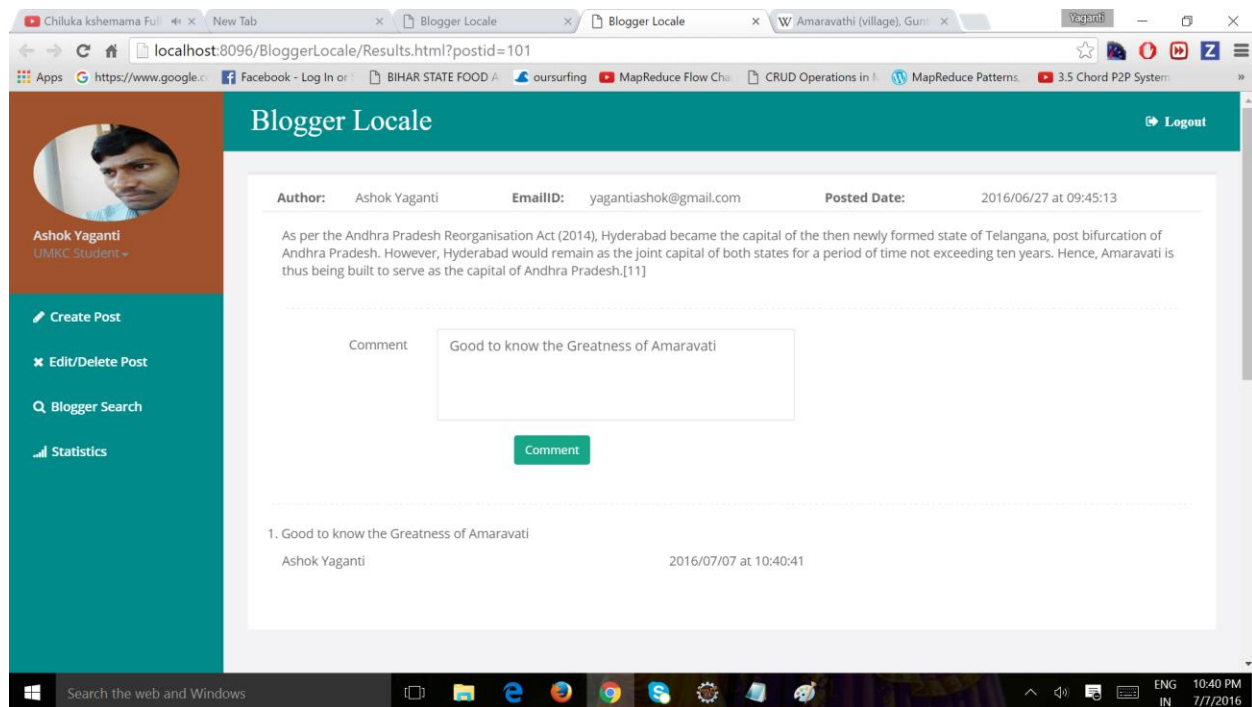 Chiluka kshemama Ful
New Tab
Blogger Locale
Blogger Locale
Amaravathi (village), Gunt
Yaganti
localhost:8096/BloggerLocale/Results.html?postid=101
Apps
https://www.google.c
Facebook - Log In or
BIHAR STATE FOOD A
oursurfing
MapReduce Flow Cha
CRUD Operations in
MapReduce Patterns,
3.5 Chord P2P System
»
Blogger Locale
Logout
Ashok Yaganti
UMKC Student
Create Post
Edit/Delete Post
Blogger Search
Statistics
Author: Ashok Yaganti EmailID: yagantiashok@gmail.com Posted Date: 2016/06/27 at 09:45:13
As per the Andhra Pradesh Reorganisation Act (2014), Hyderabad became the capital of the then newly formed state of Telangana, post bifurcation of
Andhra Pradesh. However, Hyderabad would remain as the joint capital of both states for a period of time not exceeding ten years. Hence, Amaravati is
thus being built to serve as the capital of Andhra Pradesh.[11]
Comment
Good to know the Greatness of Amaravati
Comment
1. Good to know the Greatness of Amaravati
Ashok Yaganti 2016/07/07 at 10:40:41
Search the web and Windows
ENG
IN
10:40 PM
7/7/2016